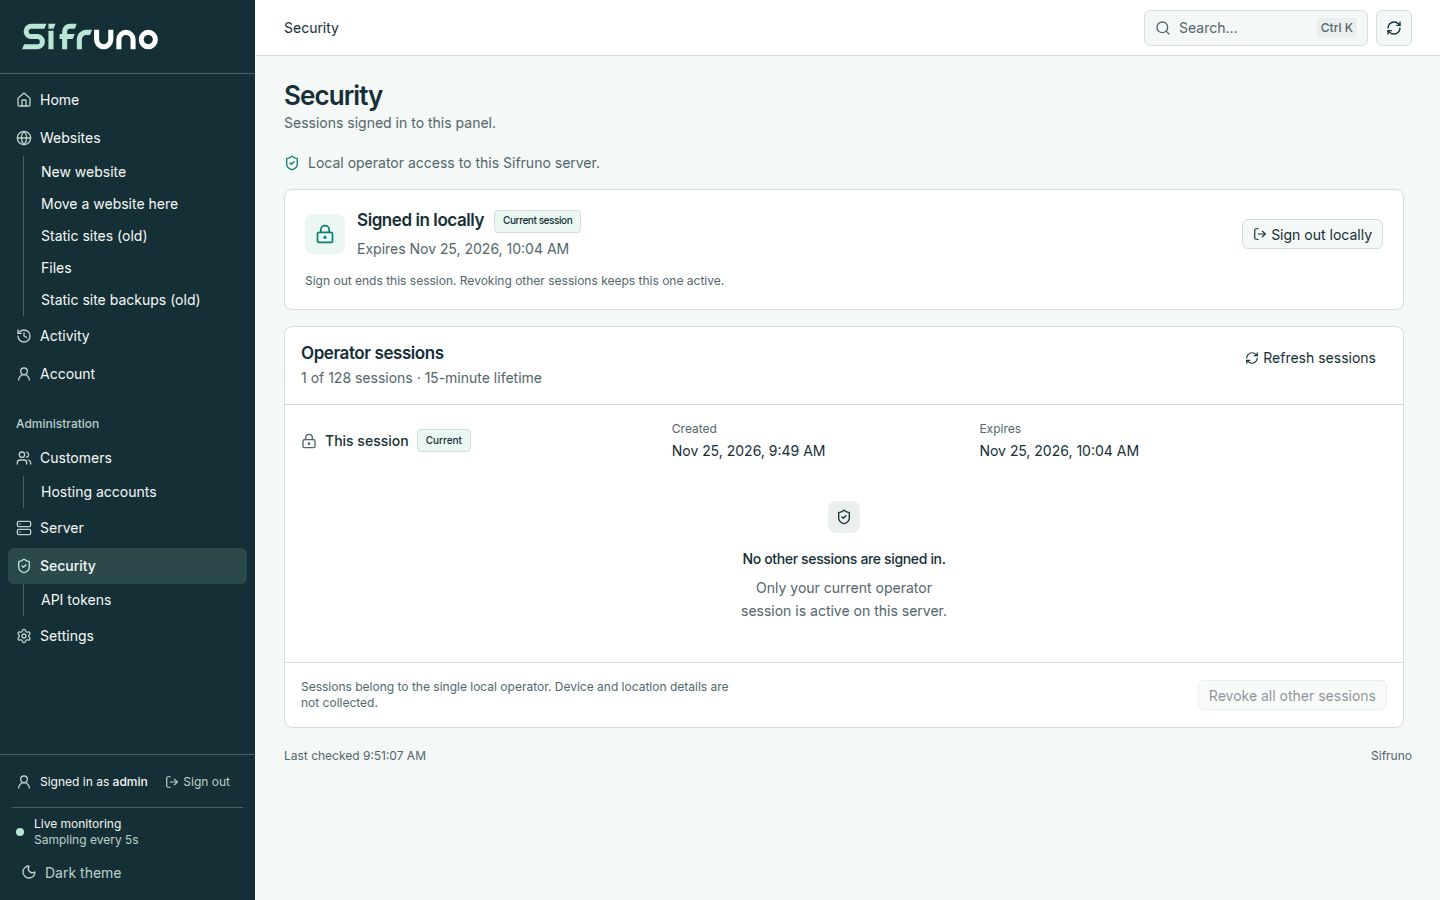 Sifruno
Home
Websites
New website
Move a website here
Static sites (old)
Files
Static site backups (old)
Activity
Account
Administration
Customers
Hosting accounts
Server
Security
API tokens
Settings
Signed in as admin
Sign out
Live monitoring
Sampling every 5s
Dark theme
Security
Search...
Ctrl K
Security
Sessions signed in to this panel.
Local operator access to this Sifruno server.
Signed in locally
Current session
Expires Nov 25, 2026, 10:04 AM
Sign out locally
Sign out ends this session. Revoking other sessions keeps this one active.
Operator sessions
1 of 128 sessions · 15-minute lifetime
Refresh sessions
This session
Current
Created
Nov 25, 2026, 9:49 AM
Expires
Nov 25, 2026, 10:04 AM
No other sessions are signed in.
Only your current operator
session is active on this server.
Sessions belong to the single local operator. Device and location details are
not collected.
Revoke all other sessions
Last checked 9:51:07 AM
Sifruno